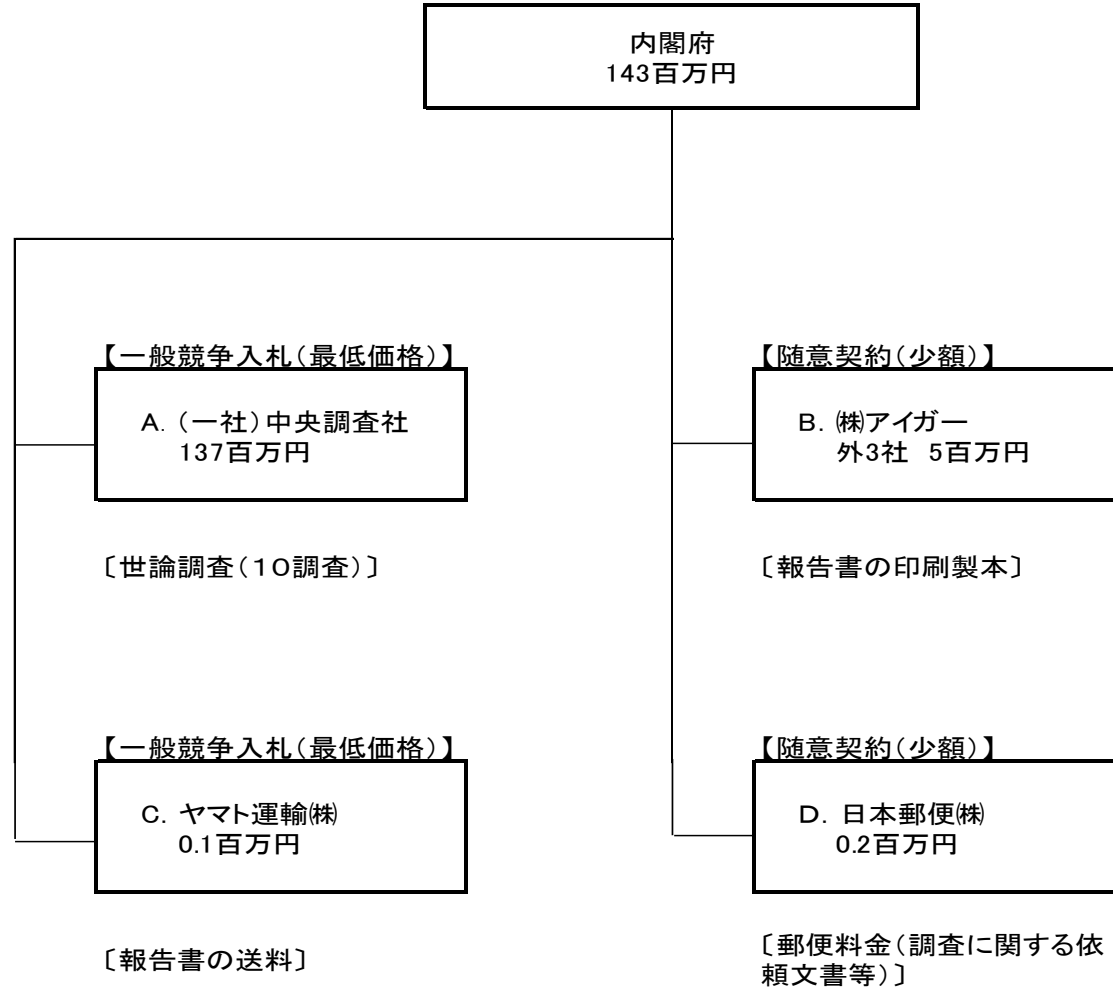 内閣府
143百万円
【一般競争入札(最低価格)】
A. (一社)中央調査社
137百万円
〔世論調査(10調査)〕
【随意契約(少額)】
B. ㈱アイガー
外3社 5百万円
〔報告書の印刷製本〕
【一般競争入札(最低価格)】
C. ヤマト運輸㈱
0.1百万円
〔報告書の送料〕
【随意契約(少額)】
D. 日本郵便㈱
0.2百万円
〔郵便料金(調査に関する依
頼文書等)〕